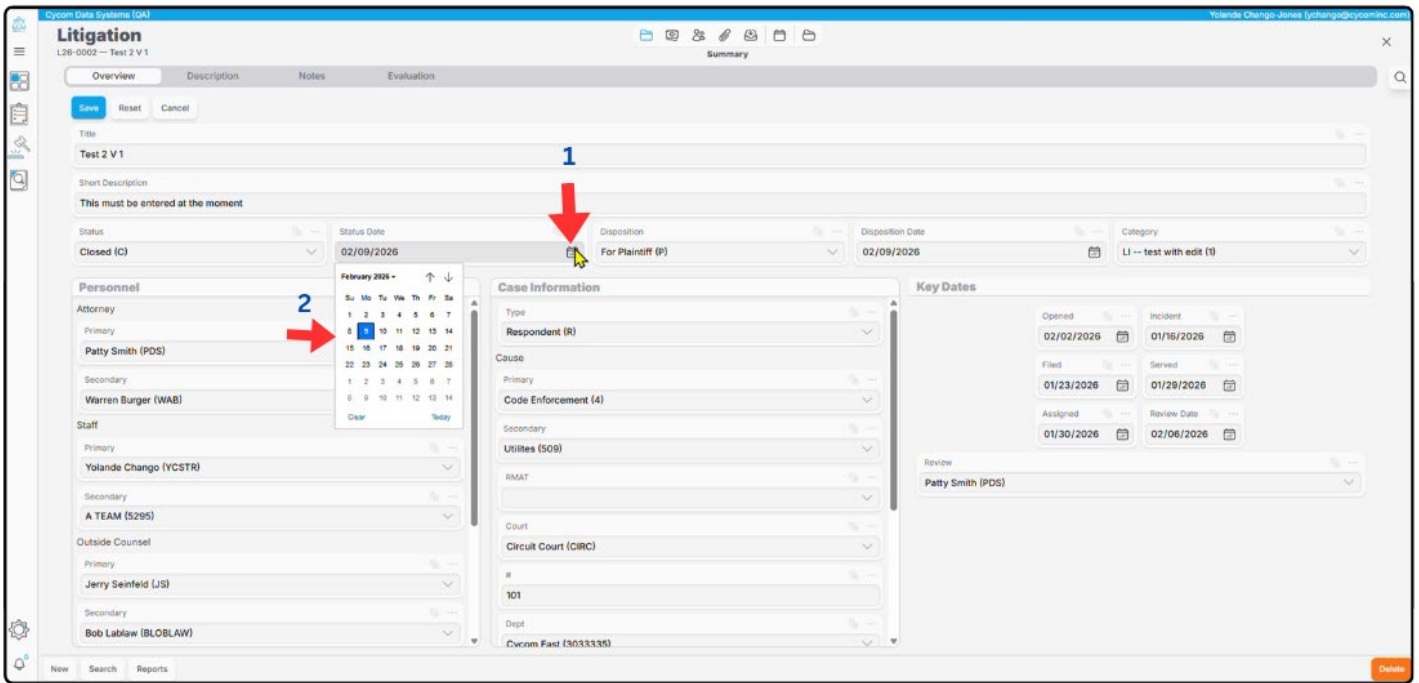 Cycom Data Systems (QA)
Yolande Chango-Jones (ychango@cycominc.com)
Litigation
L26-0002 — Test 2 V 1
Summary
Overview Description Notes Evaluation
Save Reset Cancel
Title
Test 2 V 1
1
Short Description
This must be entered at the moment
Status Status Date Disposition Disposition Date Category
Closed (C) 02/09/2026 For Plaintiff (P) 02/09/2026 LI -- test with edit (1)
Personnel
Attorney
Primary
Patty Smith (PDS)
Secondary
Warren Burger (WAB)
Staff
Primary
Yolande Chango (YCSTR)
Secondary
A TEAM (5295)
Outside Counsel
Primary
Jerry Seinfeld (JS)
Secondary
Bob Lablaw (BLOBLAW)
2
February 2026
Su Mo Tu We Th Fr Sa
1 2 3 4 5 6 7
8 9 10 11 12 13 14
15 16 17 18 19 20 21
22 23 24 25 26 27 28
1 2 3 4 5 6 7
8 9 10 11 12 13 14
Clear Today
Case Information
Type
Respondent (R)
Cause
Primary
Code Enforcement (4)
Secondary
Utilites (509)
RMAT
Court
Circuit Court (CIRC)
#
101
Dept
Cycom East (3033335)
Key Dates
Opened Incident
02/02/2026 01/16/2026
Filed Served
01/23/2026 01/29/2026
Assigned Review Date
01/30/2026 02/06/2026
Review
Patty Smith (PDS)
New Search Reports
Delete